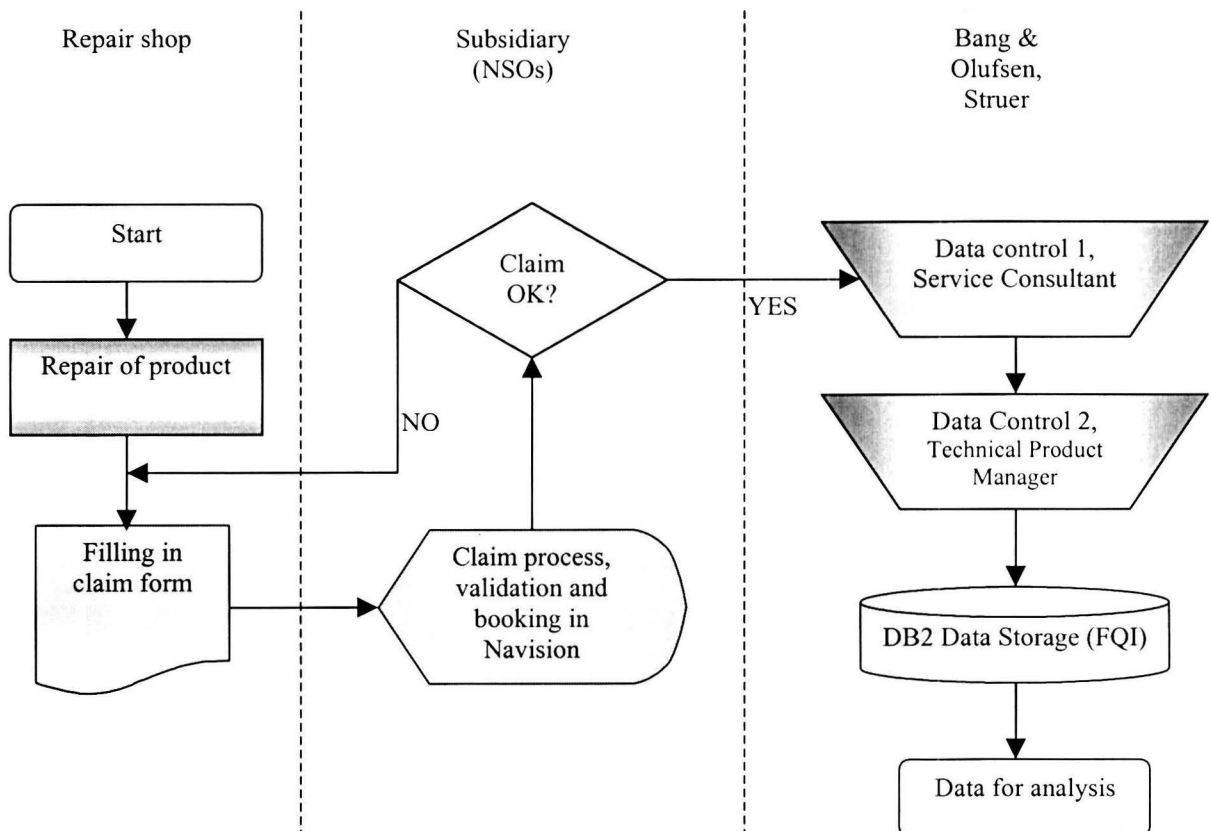 Repair shop
Subsidiary
(NSOs)
Bang &
Olufsen,
Struer
Start
Repair of product
Filling in
claim form
Claim process,
validation and
booking in
Navision
Claim
OK?
NO
YES
Data control 1,
Service Consultant
Data Control 2,
Technical Product
Manager
DB2 Data Storage (FQI)
Data for analysis